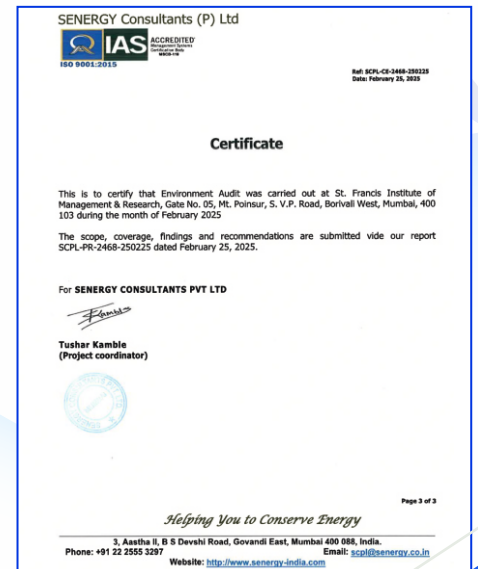 SENERGY Consultants (P) Ltd
IAS
ACCREDITED
Management Systems
Certification Body
ISO 9001:2015
Ref: SCPL-CE-2468-250225
Date: February 25, 2025
Certificate
This is to certify that Environment Audit was carried out at St. Francis Institute of
Management & Research, Gate No. 05, Mt. Poinsur, S. V.P. Road, Borivali West, Mumbai, 400
103 during the month of February 2025
The scope, coverage, findings and recommendations are submitted vide our report
SCPL-PR-2468-250225 dated February 25, 2025.
For SENERGY CONSULTANTS PVT LTD
Kamble
Tushar Kamble
(Project coordinator)
Page 3 of 3
Helping You to Conserve Energy
3, Aastha II, B S Devshi Road, Govandi East, Mumbai 400 088, India.
Phone: +91 22 2555 3297 Email: scpl@senergy.co.in
Website: http://www.senergy-india.com